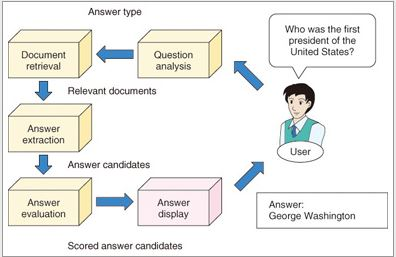 Answer type
Who was the first
president of the
United States?
Document
retrieval
Question
analysis
Relevant documents
Answer
extraction
User
Answer candidates
Answer
evaluation
Answer
display
Answer:
George Washington
Scored answer candidates